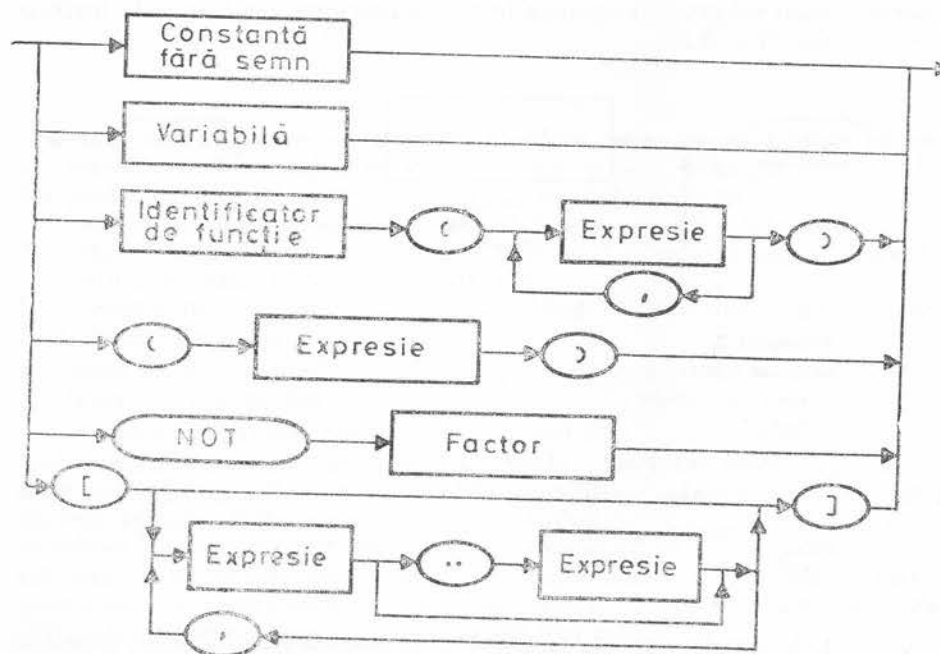 Constantă
fără semn
Variabilă
Identificator
de funcție
(
Expresie
)
,
(
Expresie
)
NOT
Factor
[
]
Expresie
..
Expresie
,